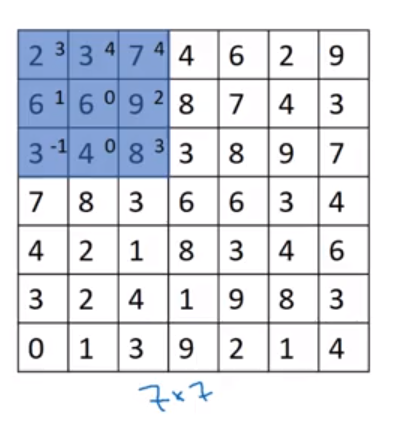 2 3 3 4 7 4 4 6 2 9
6 1 6 0 9 2 8 7 4 3
3 -1 4 0 8 3 3 8 9 7
7 8 3 6 6 3 4
4 2 1 8 3 4 6
3 2 4 1 9 8 3
0 1 3 9 2 1 4
7x7